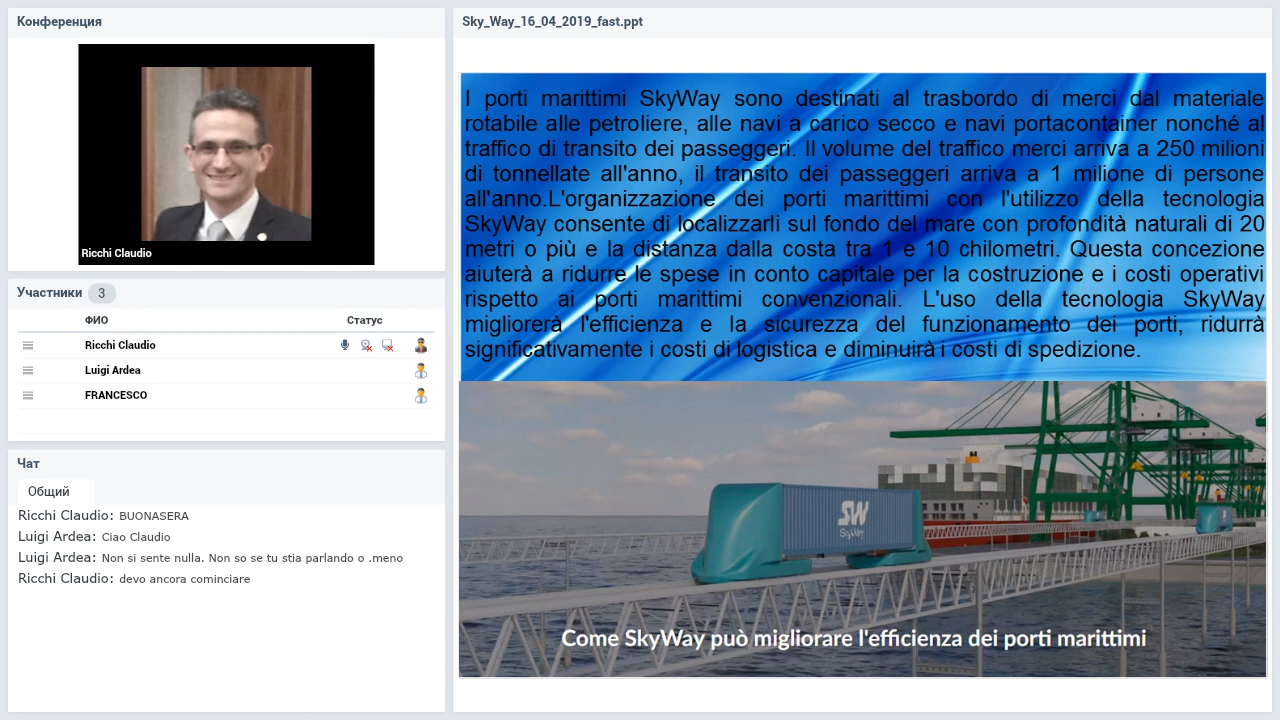 Конференция
Ricchi Claudio
Участники 3
ФИО Статус
Ricchi Claudio
Luigi Ardea
FRANCESCO
Чат
Общий
Ricchi Claudio: BUONASERA
Luigi Ardea: Ciao Claudio
Luigi Ardea: Non si sente nulla. Non so se tu stia parlando o .meno
Ricchi Claudio: devo ancora cominciare
Sky_Way_16_04_2019_fast.ppt
I porti marittimi SkyWay sono destinati al trasbordo di merci dal materiale
rotabile alle petroliere, alle navi a carico secco e navi portacontainer nonché al
traffico di transito dei passeggeri. Il volume del traffico merci arriva a 250 milioni
di tonnellate all'anno, il transito dei passeggeri arriva a 1 milione di persone
all'anno.L'organizzazione dei porti marittimi con l'utilizzo della tecnologia
SkyWay consente di localizzarli sul fondo del mare con profondità naturali di 20
metri o più e la distanza dalla costa tra 1 e 10 chilometri. Questa concezione
aiuterà a ridurre le spese in conto capitale per la costruzione e i costi operativi
rispetto ai porti marittimi convenzionali. L'uso della tecnologia SkyWay
migliorerà l'efficienza e la sicurezza del funzionamento dei porti, ridurrà
significativamente i costi di logistica e diminuirà i costi di spedizione.
SW
SkyWay
Come SkyWay può migliorare l'efficienza dei porti marittimi